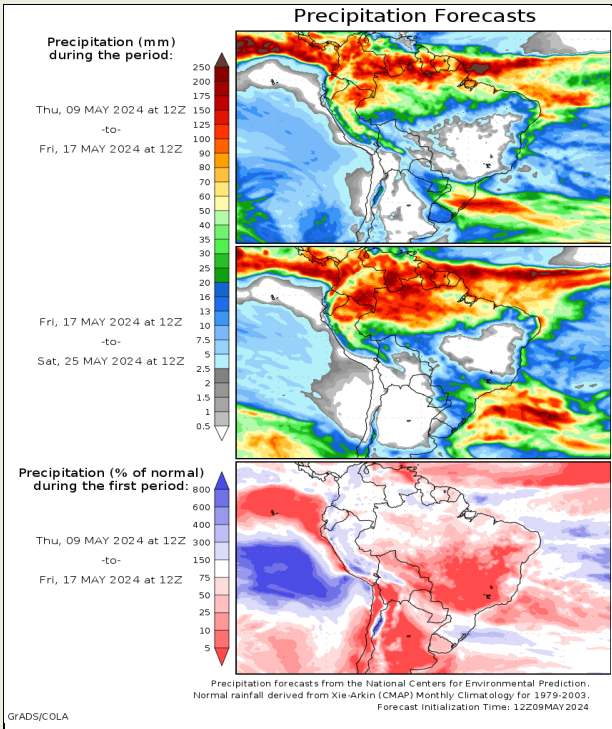 Precipitation Forecasts
Precipitation (mm)
during the period:
Thu, 09 MAY 2024 at 12Z
-to-
Fri, 17 MAY 2024 at 12Z
250
200
175
150
125
100
90
80
70
60
50
40
35
30
25
20
16
13
10
7.5
5
2.5
2
1.5
1
0.5
Fri, 17 MAY 2024 at 12Z
-to-
Sat, 25 MAY 2024 at 12Z
Precipitation (% of normal)
during the first period:
Thu, 09 MAY 2024 at 12Z
-to-
Fri, 17 MAY 2024 at 12Z
800
600
400
300
150
75
50
25
10
5
Precipitation forecasts from the National Centers for Environmental Prediction.
Normal rainfall derived from Xie-Arkin (CMAP) Monthly Climatology for 1979-2003.
Forecast Initialization Time: 12Z09MAY2024
GrADS/COLA